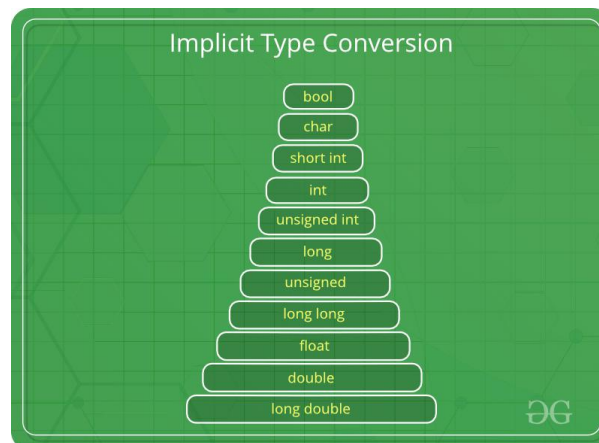 Implicit Type Conversion
bool
char
short int
int
unsigned int
long
unsigned
long long
float
double
long double